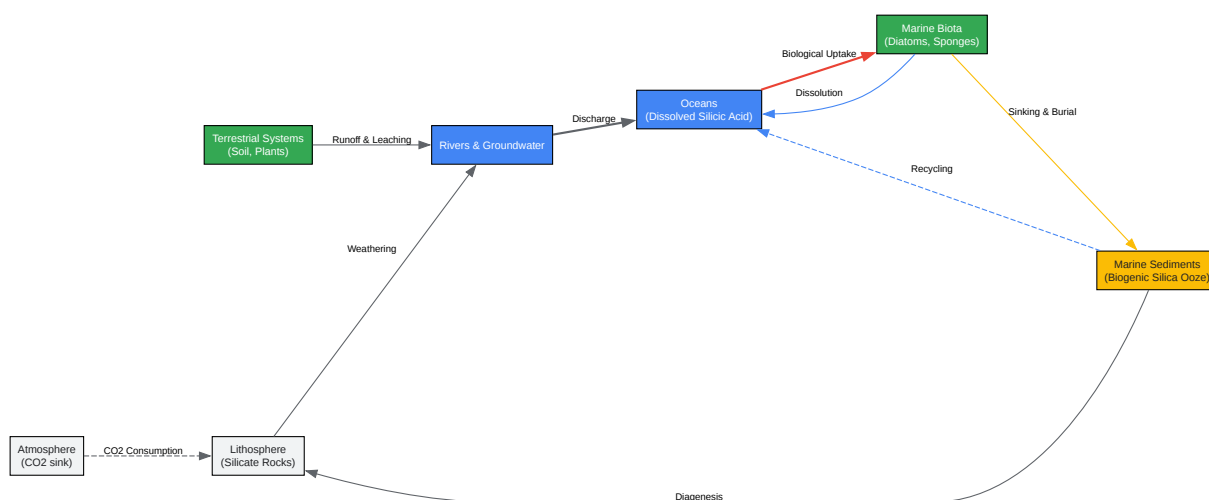 Marine Biota
(Diatoms, Sponges)
Biological Uptake
Dissolution
Oceans
(Dissolved Silicic Acid)
Sinking & Burial
Discharge
Terrestrial Systems
(Soil, Plants)
Runoff & Leaching
Rivers & Groundwater
Recycling
Weathering
Marine Sediments
(Biogenic Silica Ooze)
Atmosphere
(CO2 sink)
CO2 Consumption
Lithosphere
(Silicate Rocks)
Diagenesis